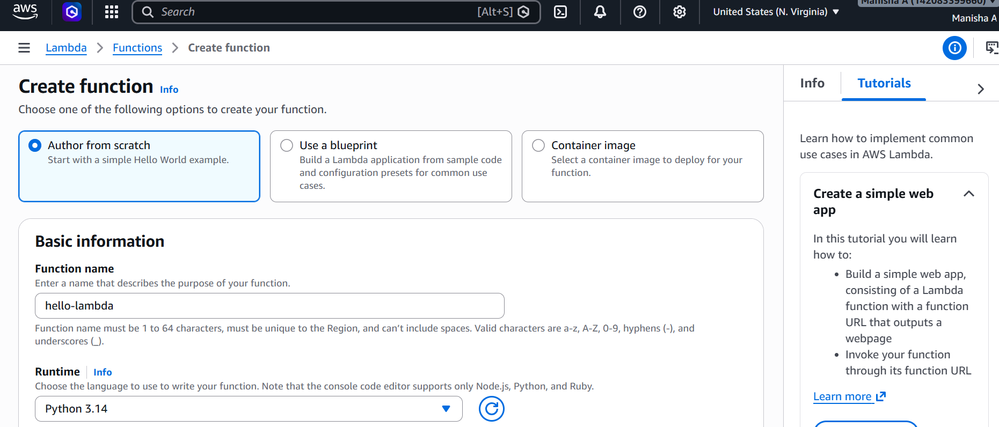 aws
Search
[Alt+S]
United States (N. Virginia)
Manisha A (142083399660)
Manisha A
Lambda
Functions
Create function
Create function Info
Choose one of the following options to create your function.
Author from scratch
Start with a simple Hello World example.
Use a blueprint
Build a Lambda application from sample code
and configuration presets for common use
cases.
Container image
Select a container image to deploy for your
function.
Basic information
Function name
Enter a name that describes the purpose of your function.
hello-lambda
Function name must be 1 to 64 characters, must be unique to the Region, and can’t include spaces. Valid characters are a-z, A-Z, 0-9, hyphens (-), and
underscores (_).
Runtime Info
Choose the language to use to write your function. Note that the console code editor supports only Node.js, Python, and Ruby.
Python 3.14
Info
Tutorials
Learn how to implement common
use cases in AWS Lambda.
Create a simple web
app
In this tutorial you will learn
how to:
• Build a simple web app,
consisting of a Lambda
function with a function
URL that outputs a
webpage
• Invoke your function
through its function URL
Learn more